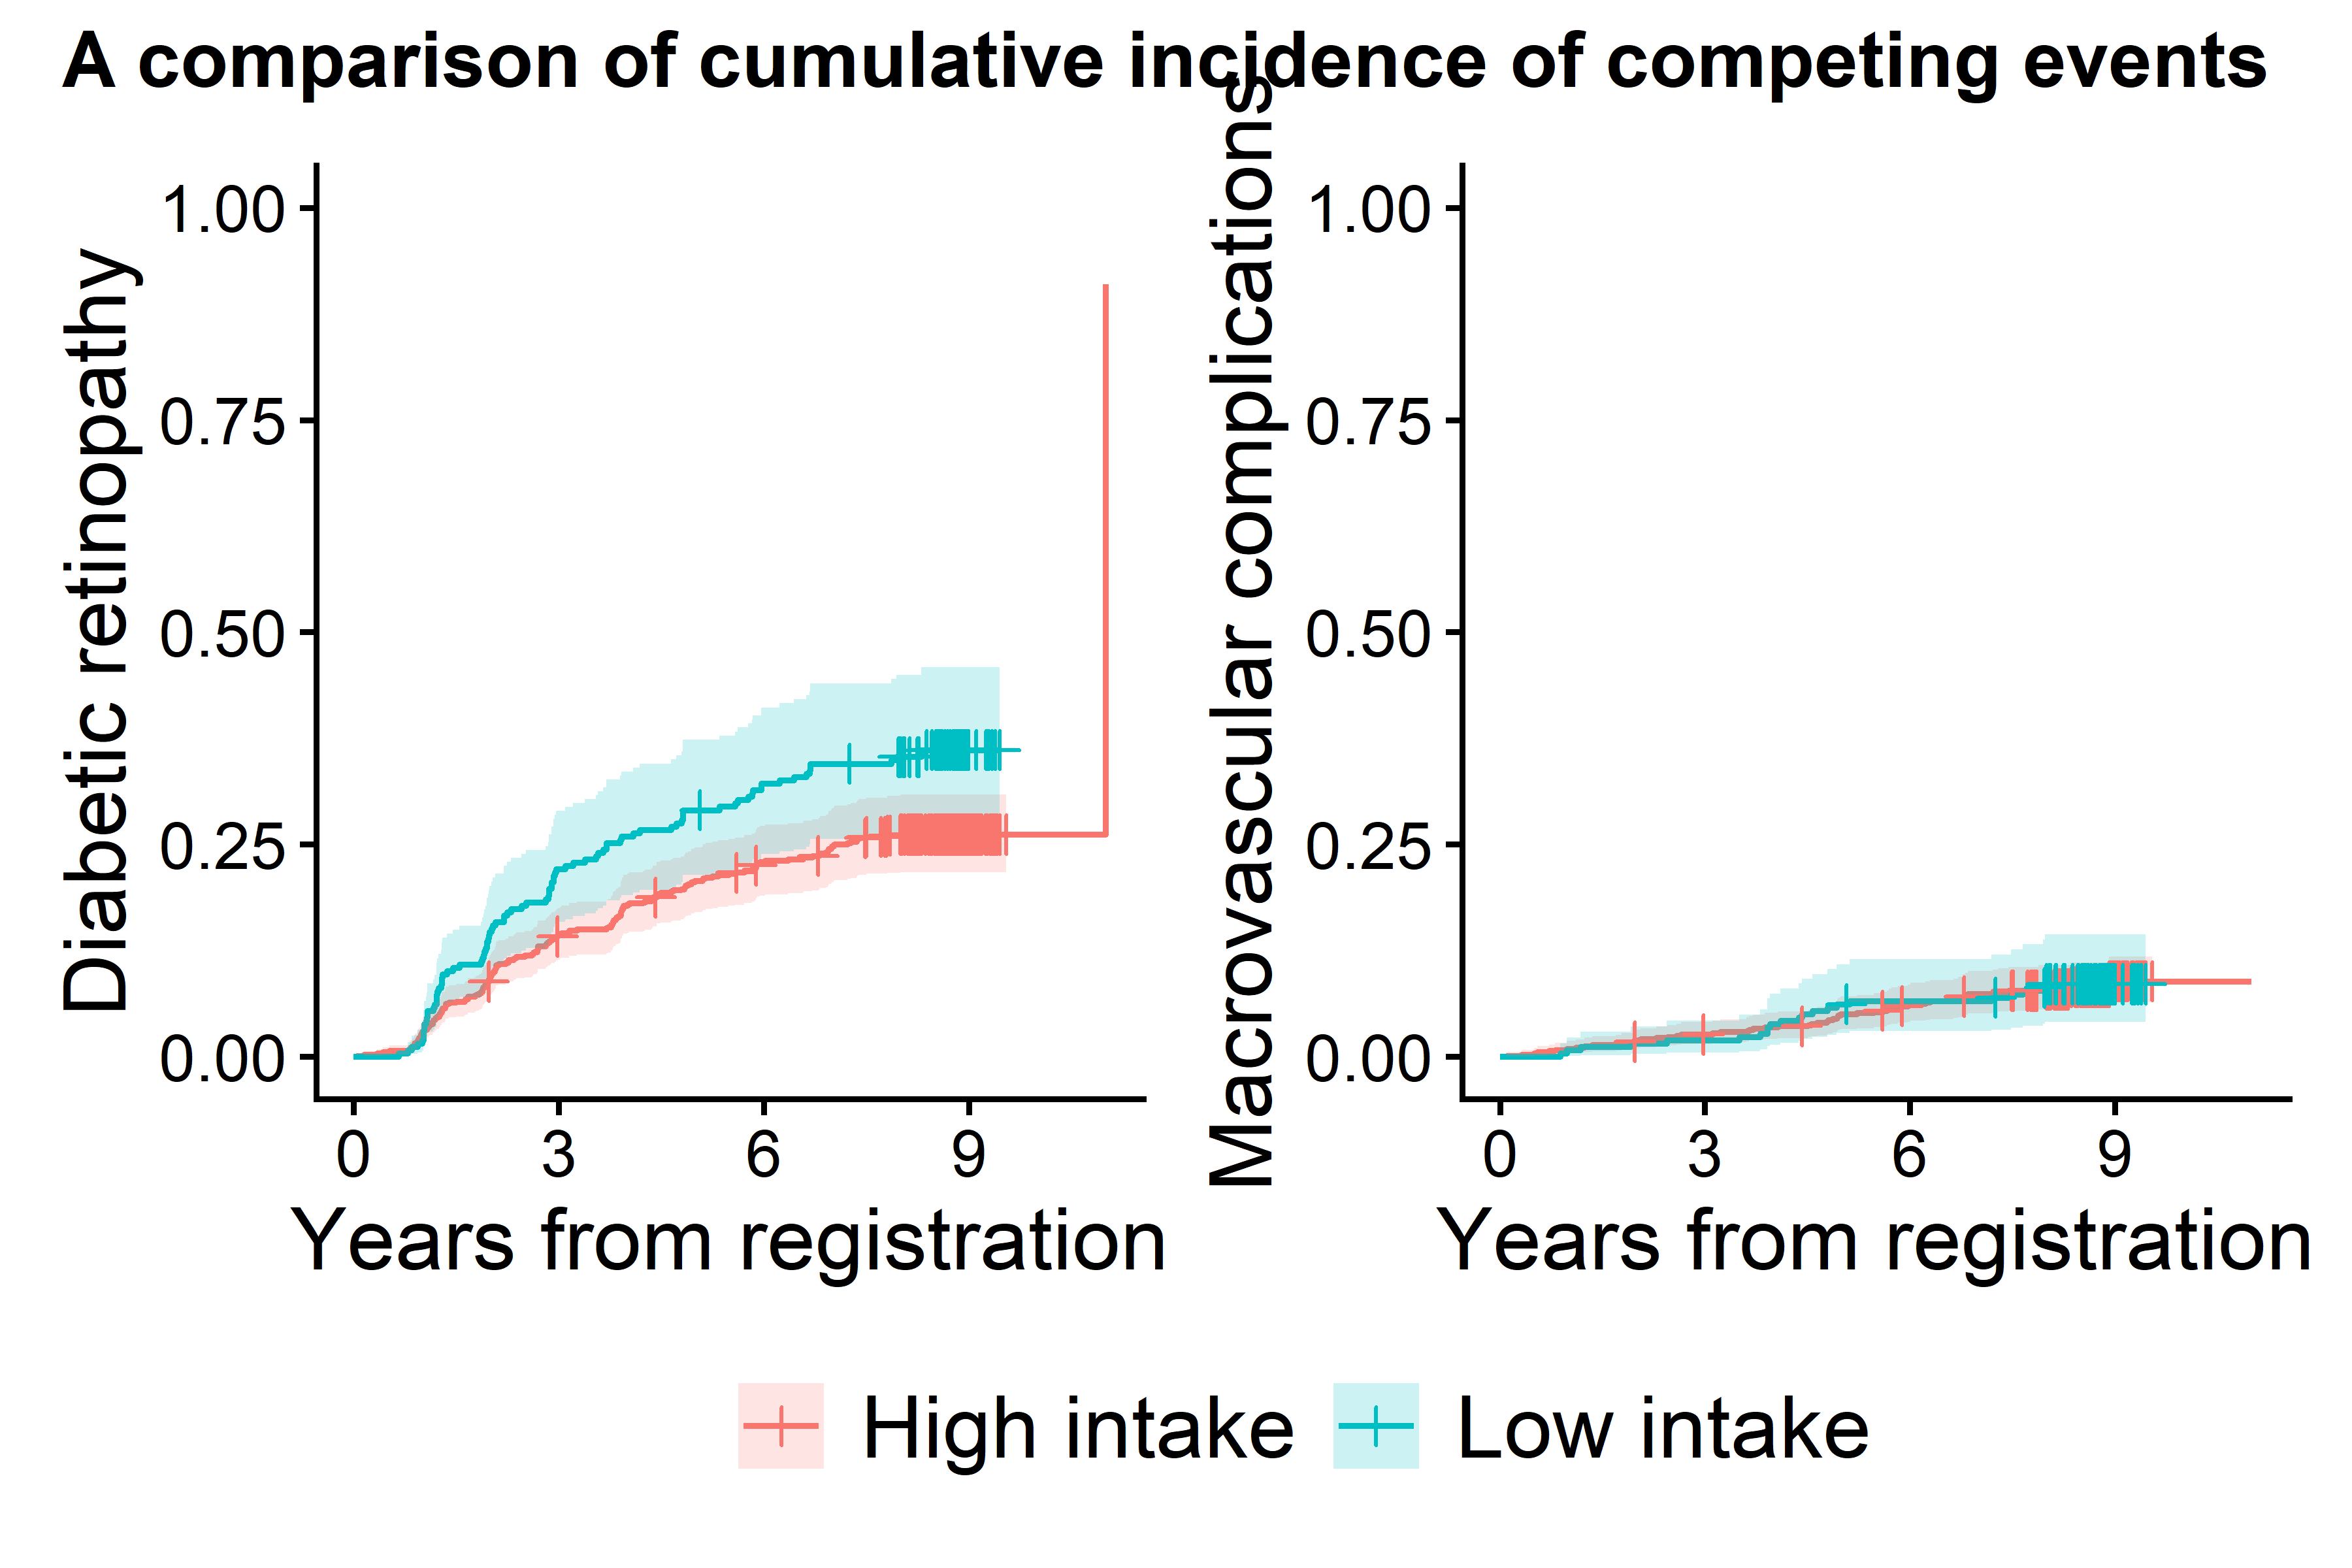 A comparison of cumulative incidence of competing events
Diabetic retinopathy
1.00
0.75
0.50
0.25
0.00
0 3 6 9
Years from registration
Macrovascular complications
1.00
0.75
0.50
0.25
0.00
0 3 6 9
Years from registration
High intake Low intake